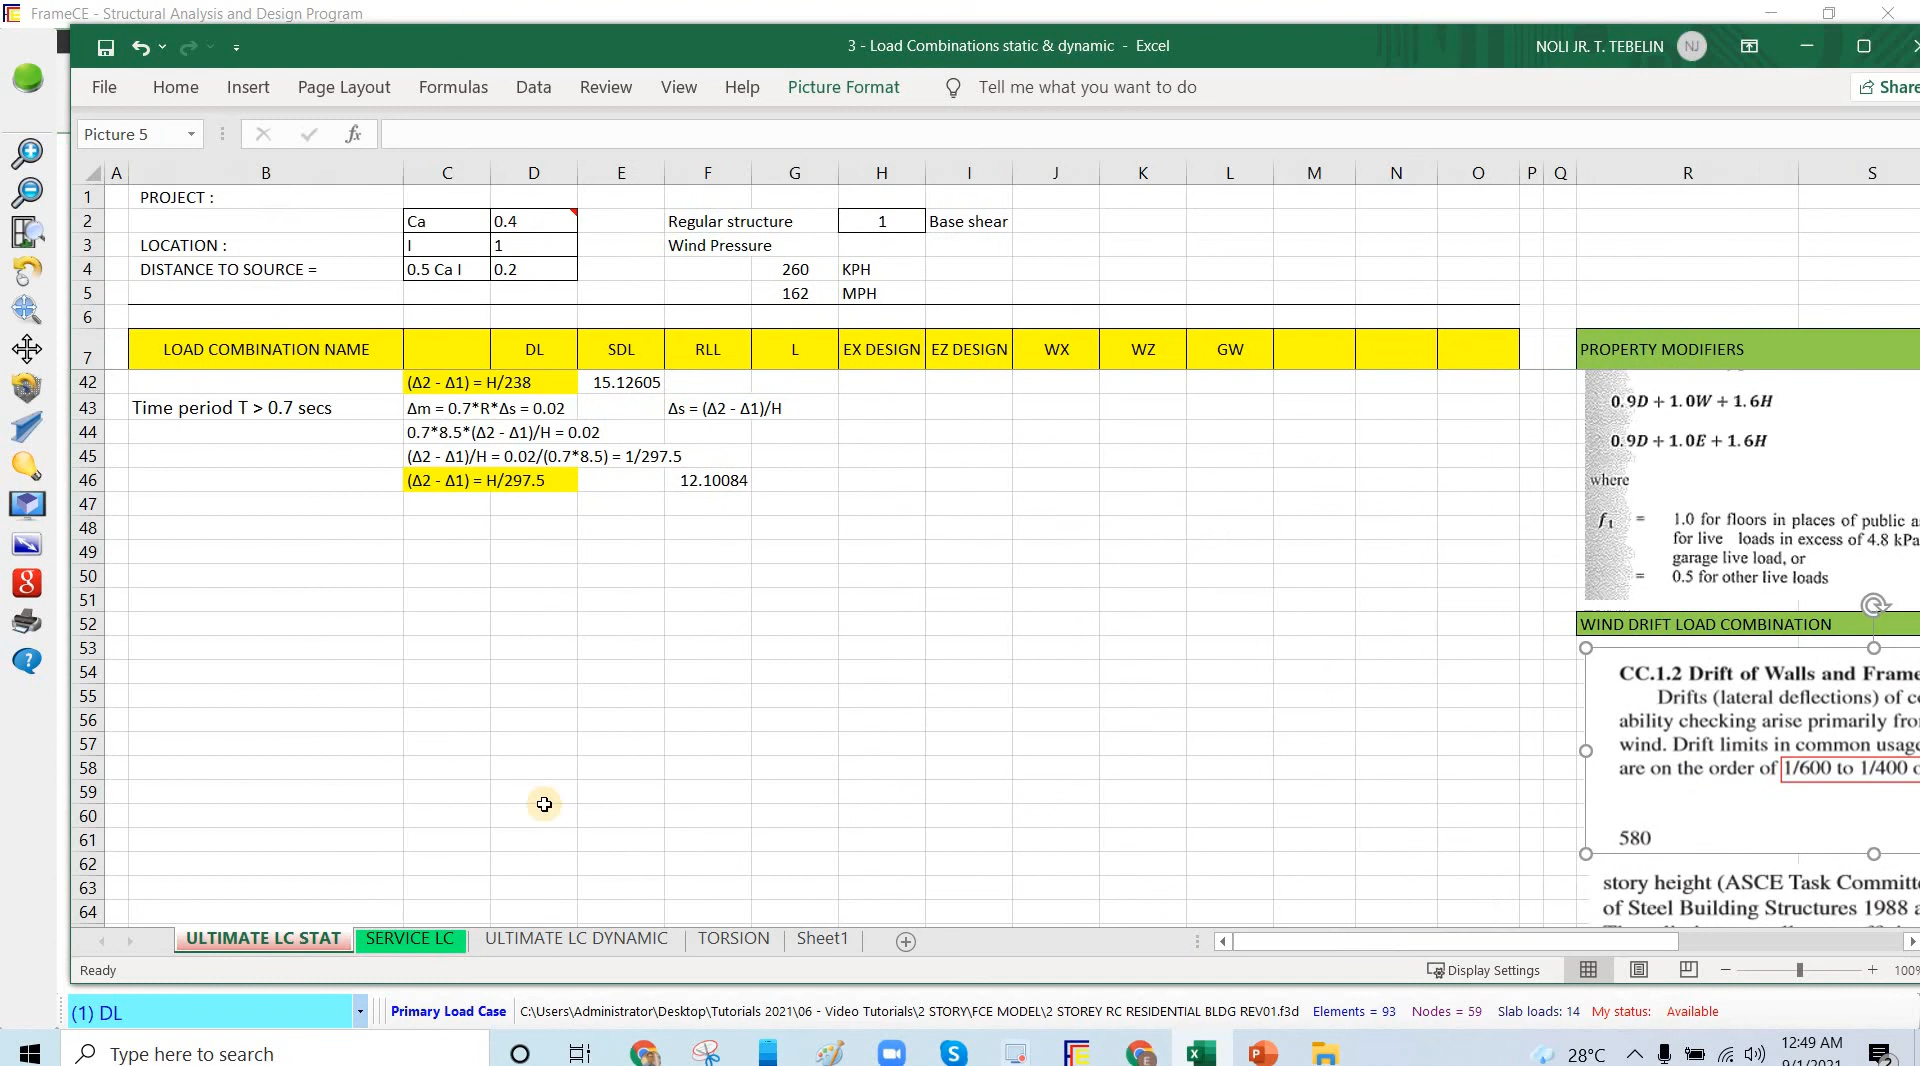 FrameCE - Structural Analysis and Design Program
3 - Load Combinations static & dynamic - Excel
NOLI JR. T. TEBELIN
NJ
File Home Insert Page Layout Formulas Data Review View Help Picture Format Tell me what you want to do Share
Picture 5
fx
A B C D E F G H I J K L M N O P Q R S
1 PROJECT :
2 Ca 0.4 Regular structure 1 Base shear
3 LOCATION : I 1 Wind Pressure
4 DISTANCE TO SOURCE = 0.5 Ca I 0.2 260 KPH
5 162 MPH
6
7 LOAD COMBINATION NAME DL SDL RLL L EX DESIGN EZ DESIGN WX WZ GW PROPERTY MODIFIERS
42 (Δ2 - Δ1) = H/238 15.12605
0.9D + 1.0W + 1.6H
43 Time period T > 0.7 secs Δm = 0.7*R*Δs = 0.02 Δs = (Δ2 - Δ1)/H
44 0.7*8.5*(Δ2 - Δ1)/H = 0.02
0.9D + 1.0E + 1.6H
45 (Δ2 - Δ1)/H = 0.02/(0.7*8.5) = 1/297.5
46 (Δ2 - Δ1) = H/297.5 12.10084
where
47
48 f1 = 1.0 for floors in places of public
49 for live loads in excess of 4.8 kPa
garage live load, or
50 = 0.5 for other live loads
51
52 WIND DRIFT LOAD COMBINATION
53
54 CC.1.2 Drift of Walls and Frame
55 Drifts (lateral deflections) of
56 ability checking arise primarily
57 wind. Drift limits in common usage
58 are on the order of 1/600 to 1/400
59
60
61 580
62
63 story height (ASCE Task
64 of Steel Building Structures 1988
ULTIMATE LC STAT SERVICE LC ULTIMATE LC DYNAMIC TORSION Sheet1
Ready Display Settings 100%
(1) DL Primary Load Case C:\Users\Administrator\Desktop\Tutorials 2021\06 - Video Tutorials\2 STORY\FCE MODEL\2 STOREY RC RESIDENTIAL BLDG REV01.f3d Elements = 93 Nodes = 59 Slab loads: 14 My status: Available
Type here to search
28°C
12:49 AM